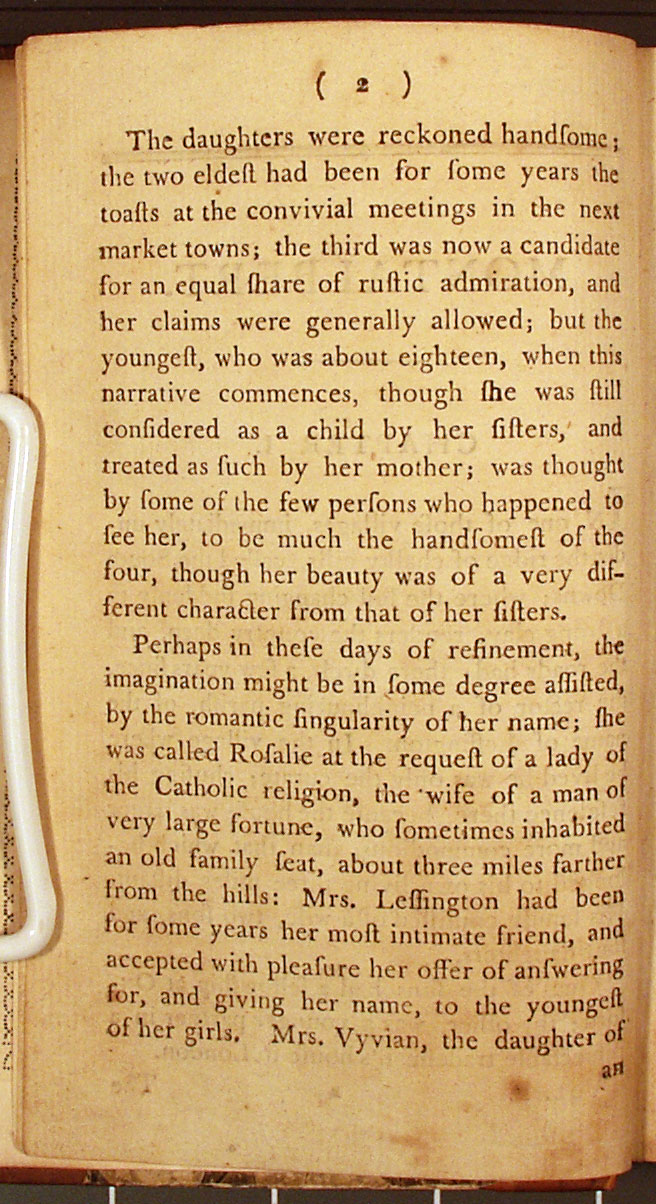 ( 2 )
The daughters were reckoned handſome;
the two eldeſt had been for ſome years the
toaſts at the convivial meetings in the next
market towns; the third was now a candidate
for an equal ſhare of ruſtic admiration, and
her claims were generally allowed; but the
youngeſt, who was about eighteen, when this
narrative commences, though ſhe was ſtill
conſidered as a child by her ſiſters, and
treated as ſuch by her mother; was thought
by ſome of the few perſons who happened to
ſee her, to be much the handſomeſt of the
four, though her beauty was of a very dif-
ferent character from that of her ſiſters.
Perhaps in theſe days of refinement, the
imagination might be in ſome degree aſſiſted,
by the romantic ſingularity of her name; ſhe
was called Roſalie at the requeſt of a lady of
the Catholic religion, the wife of a man of
very large fortune, who ſometimes inhabited
an old family ſeat, about three miles farther
from the hills: Mrs. Leſſington had been
for ſome years her moſt intimate friend, and
accepted with pleaſure her offer of anſwering
for, and giving her name, to the youngeſt
of her girls. Mrs. Vyvian, the daughter of
an